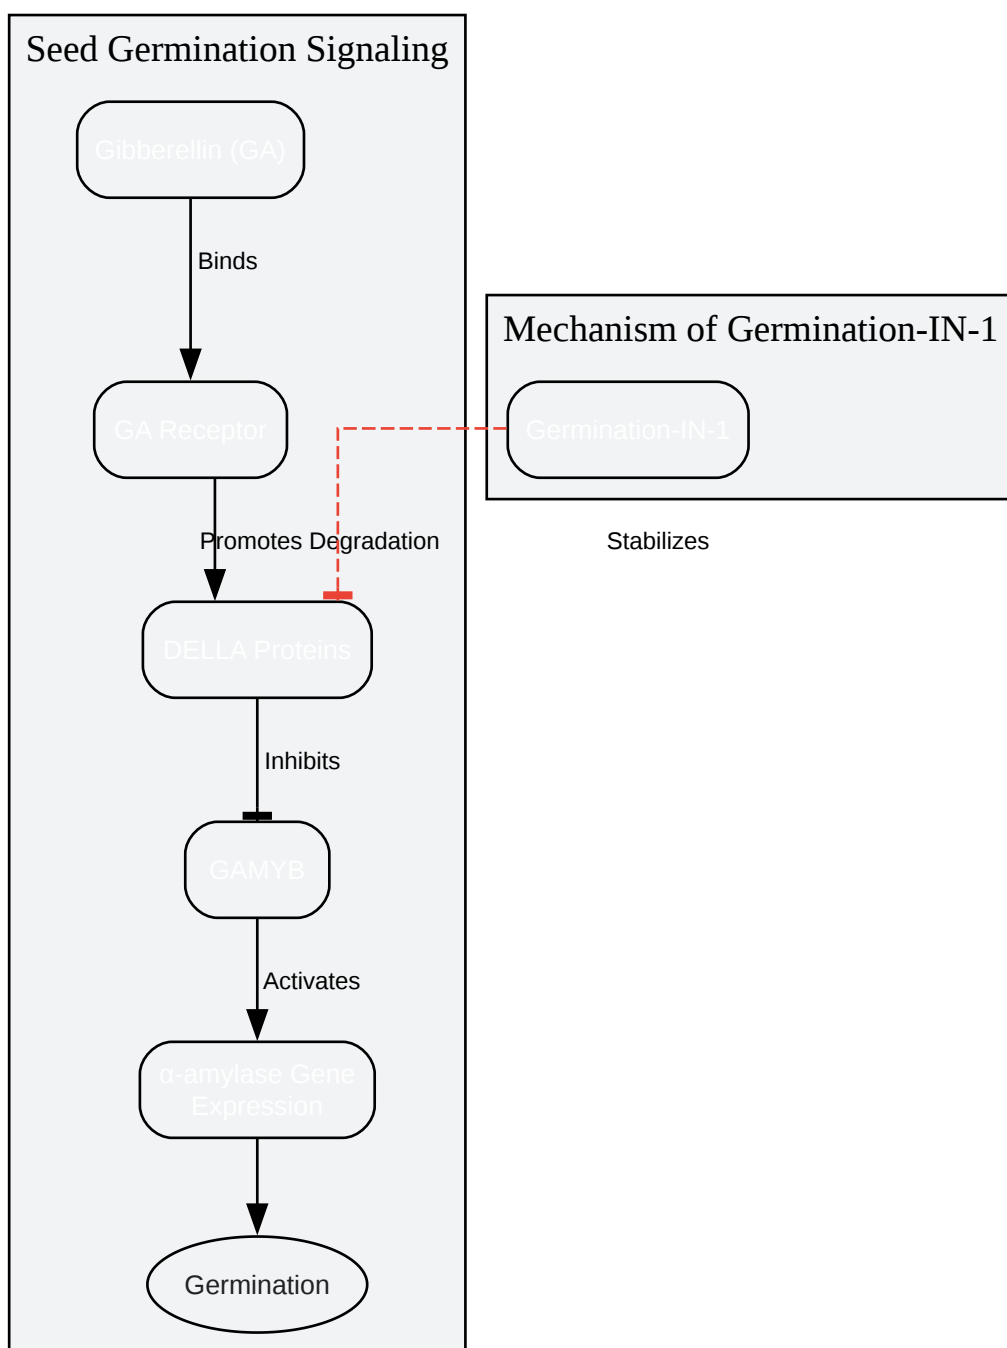 Seed Germination Signaling
Gibberellin (GA)
Binds
Mechanism of Germination-IN-1
GA Receptor
Germination-IN-1
Promotes Degradation
Stabilizes
DELLA Proteins
Inhibits
GAMYB
Activates
α-amylase Gene
Expression
Germination